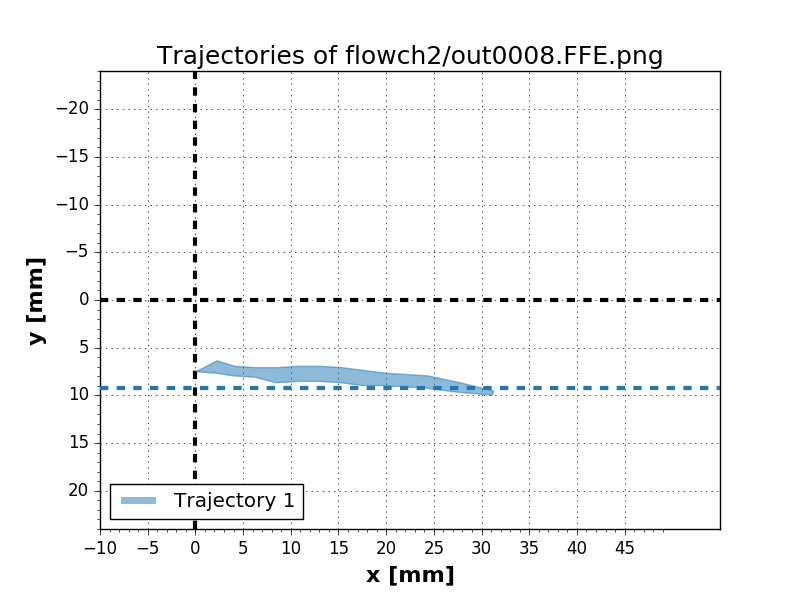 Trajectories of flowch2/out0008.FFE.png
−20
−15
−10
−5
0
5
10
15
20
y [mm]
Trajectory 1
−10 −5 0 5 10 15 20 25 30 35 40 45
x [mm]